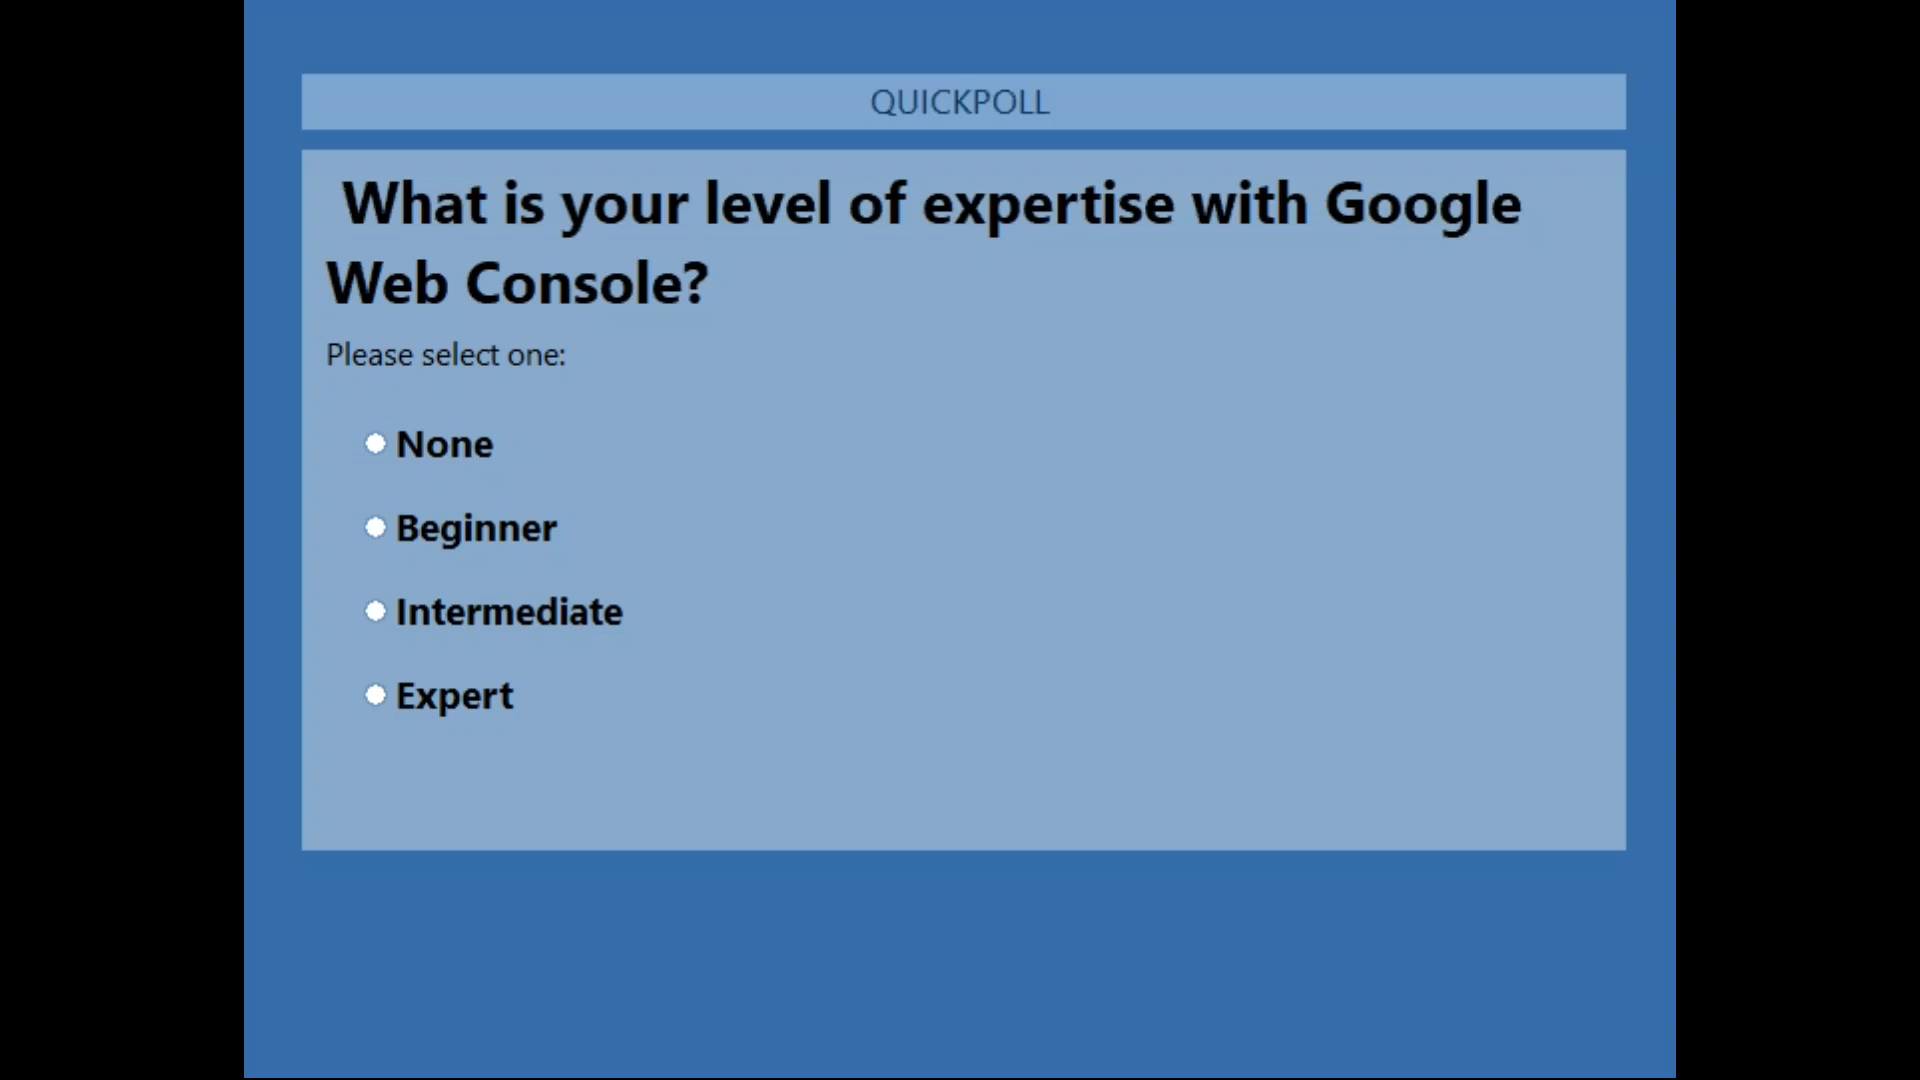 QUICKPOLL
What is your level of expertise with Google
Web Console?
Please select one:
None
Beginner
Intermediate
Expert